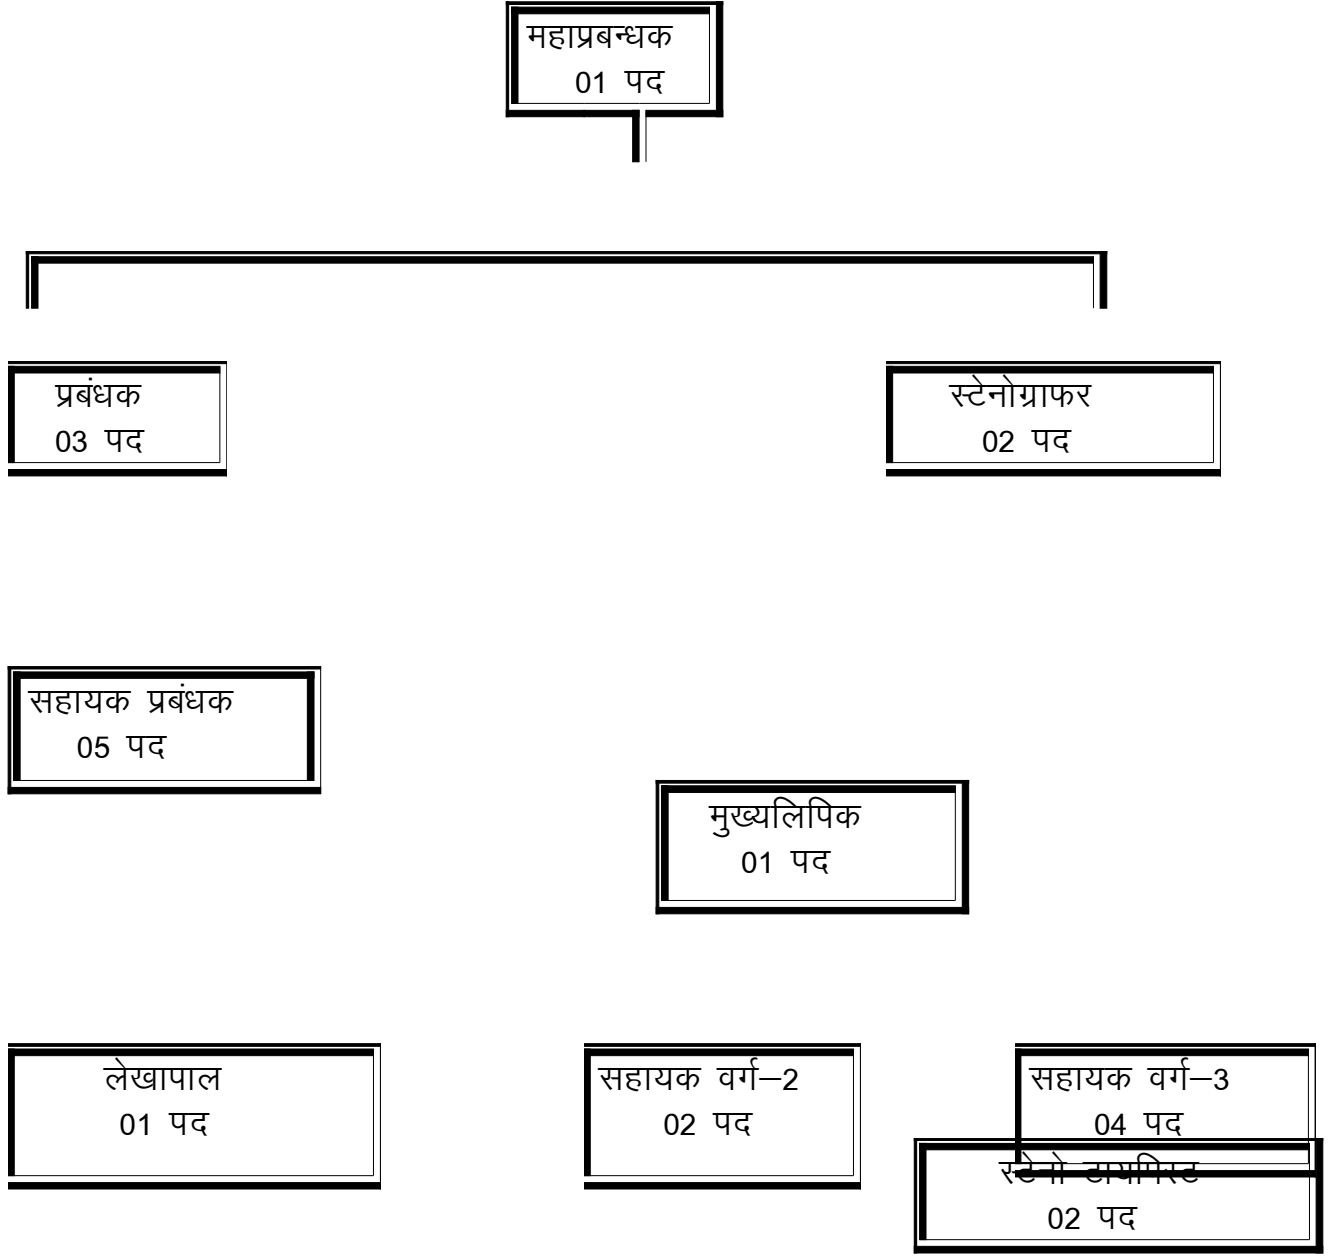 महाप्रबन्धक
01 पद
प्रबंधक
03 पद
स्टेनोग्राफर
02 पद
सहायक प्रबंधक
05 पद
मुख्यलिपिक
01 पद
लेखापाल
01 पद
सहायक वर्ग–2
02 पद
सहायक वर्ग–3
04 पद
स्टेनो टायपिस्ट
02 पद